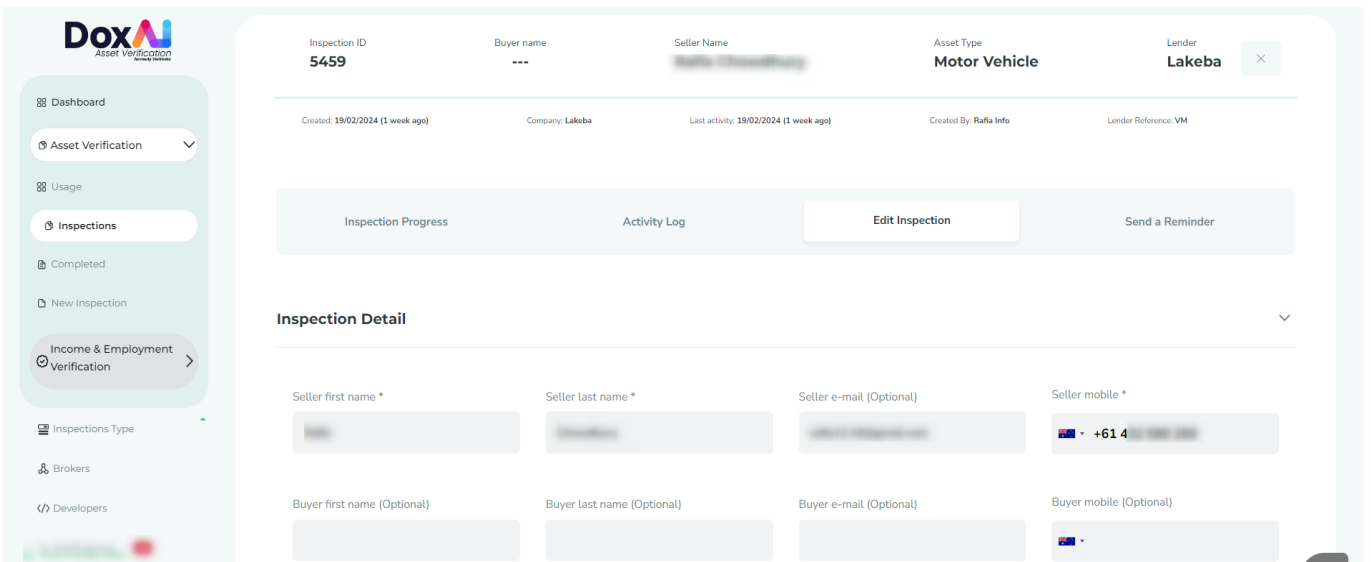 DoxAI
Asset Verification
formerly Verimoto
Dashboard
Asset Verification
Usage
Inspections
Completed
New Inspection
Income & Employment
Verification
Inspections Type
Brokers
Developers
Inspection ID
5459
Buyer name
---
Seller Name
Asset Type
Motor Vehicle
Lender
Lakeba
Created: 19/02/2024 (1 week ago)
Company: Lakeba
Last activity: 19/02/2024 (1 week ago)
Created By: Rafia Info
Lender Reference: VM
Inspection Progress
Activity Log
Edit Inspection
Send a Reminder
Inspection Detail
Seller first name *
Seller last name *
Seller e-mail (Optional)
Seller mobile *
+61 4
Buyer first name (Optional)
Buyer last name (Optional)
Buyer e-mail (Optional)
Buyer mobile (Optional)